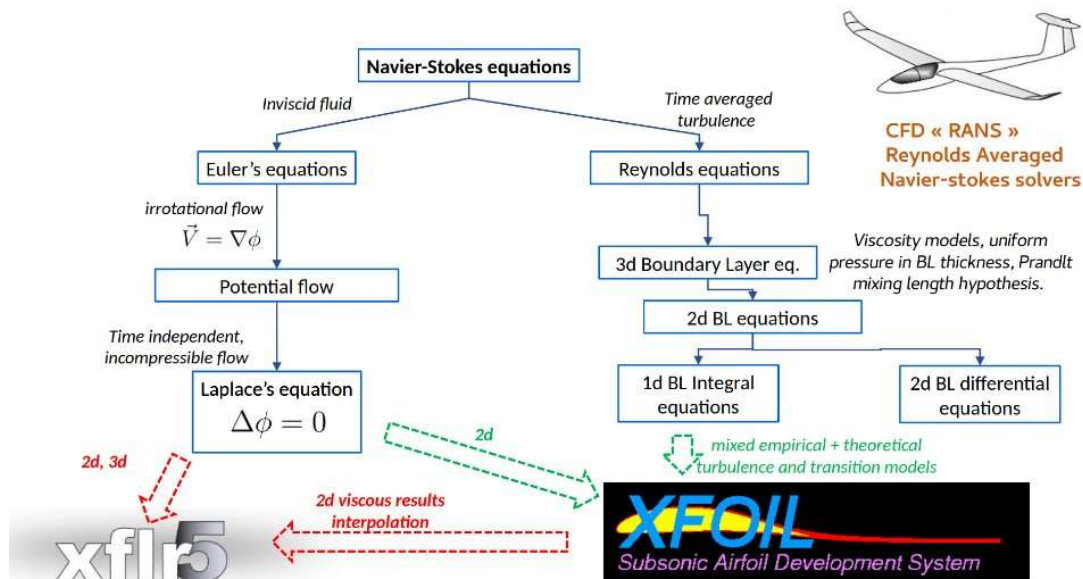 Navier-Stokes equations
Inviscid fluid
Time averaged
turbulence
CFD « RANS »
Reynolds Averaged
Navier-stokes solvers
Euler's equations
Reynolds equations
irrotational flow
V⃗ = ∇ϕ
Viscosity models, uniform
pressure in BL thickness, Prandlt
mixing length hypothesis.
3d Boundary Layer eq.
Potential flow
2d BL equations
Time independent,
incompressible flow
Laplace's equation
Δϕ = 0
1d BL Integral
equations
2d BL differential
equations
2d
mixed empirical + theoretical
turbulence and transition models
2d, 3d
2d viscous results
interpolation
xflr5
XFOIL
Subsonic Airfoil Development System